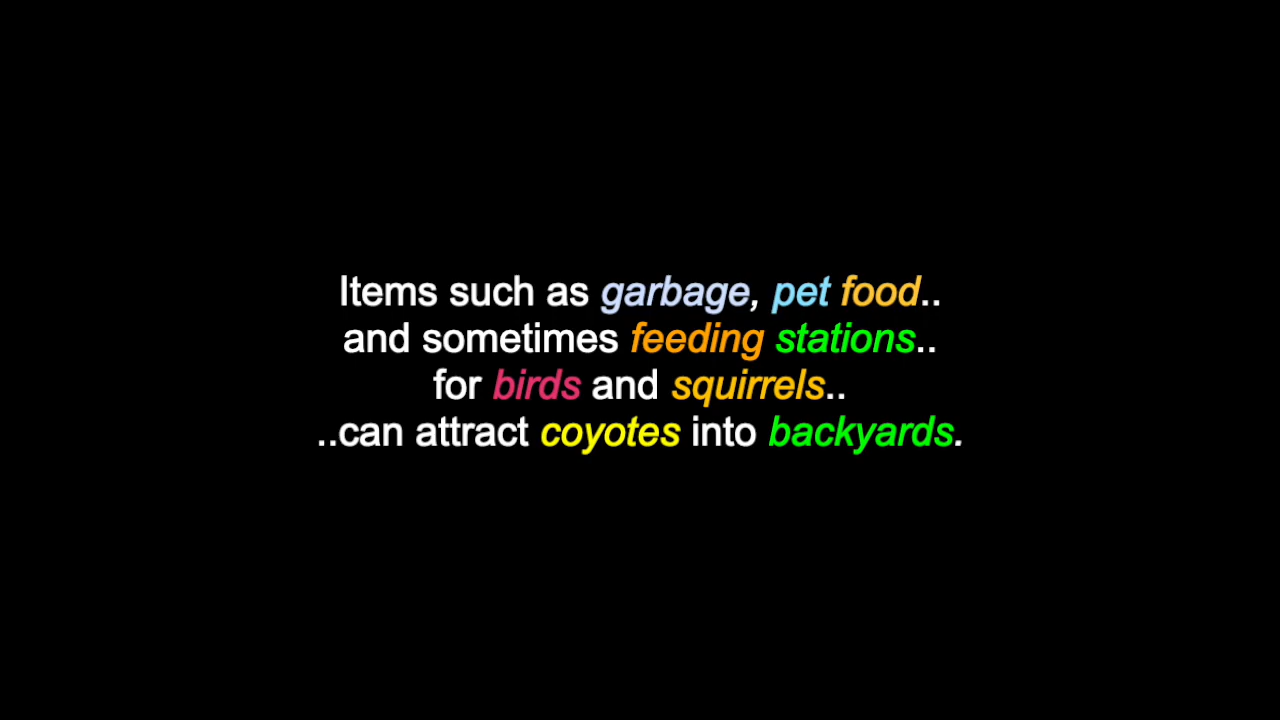 Items such as garbage, pet food..
and sometimes feeding stations..
for birds and squirrels..
..can attract coyotes into backyards.